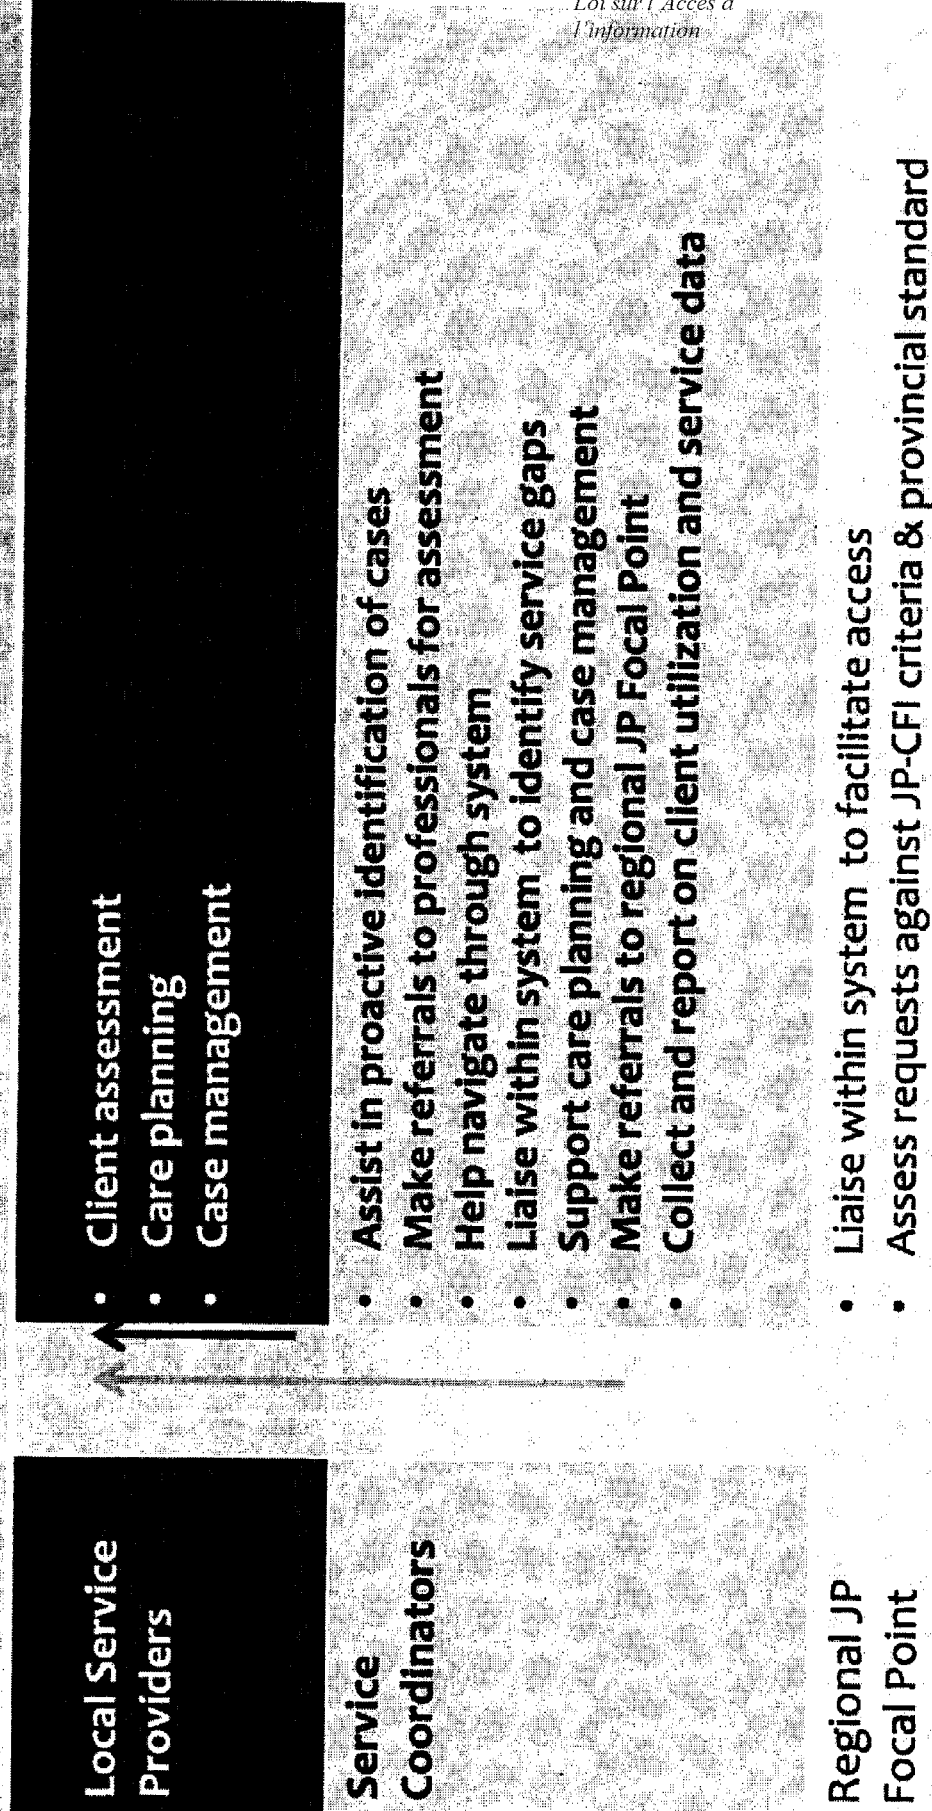 Loi sur l'Accès à
l'information
Local Service
Providers
• Client assessment
• Care planning
• Case management
Service
Coordinators
• Assist in proactive identification of cases
• Make referrals to professionals for assessment
• Help navigate through system
• Liaise within system to identify service gaps
• Support care planning and case management
• Make referrals to regional JP Focal Point
• Collect and report on client utilization and service data
Regional JP
Focal Point
• Liaise within system to facilitate access
• Assess requests against JP-CFI criteria & provincial standard